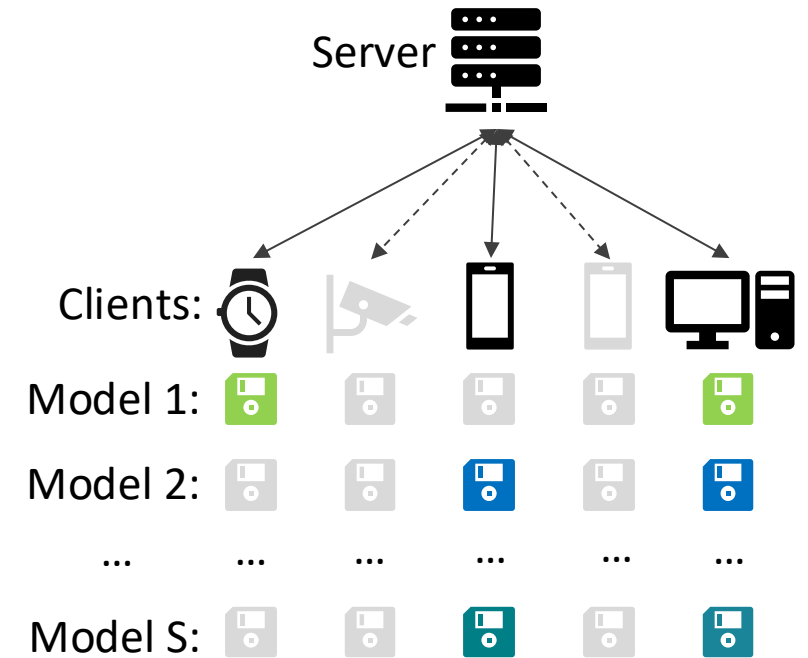 Server
Clients:
Model 1:
Model 2:
... ... ... ... ... ...
Model S: